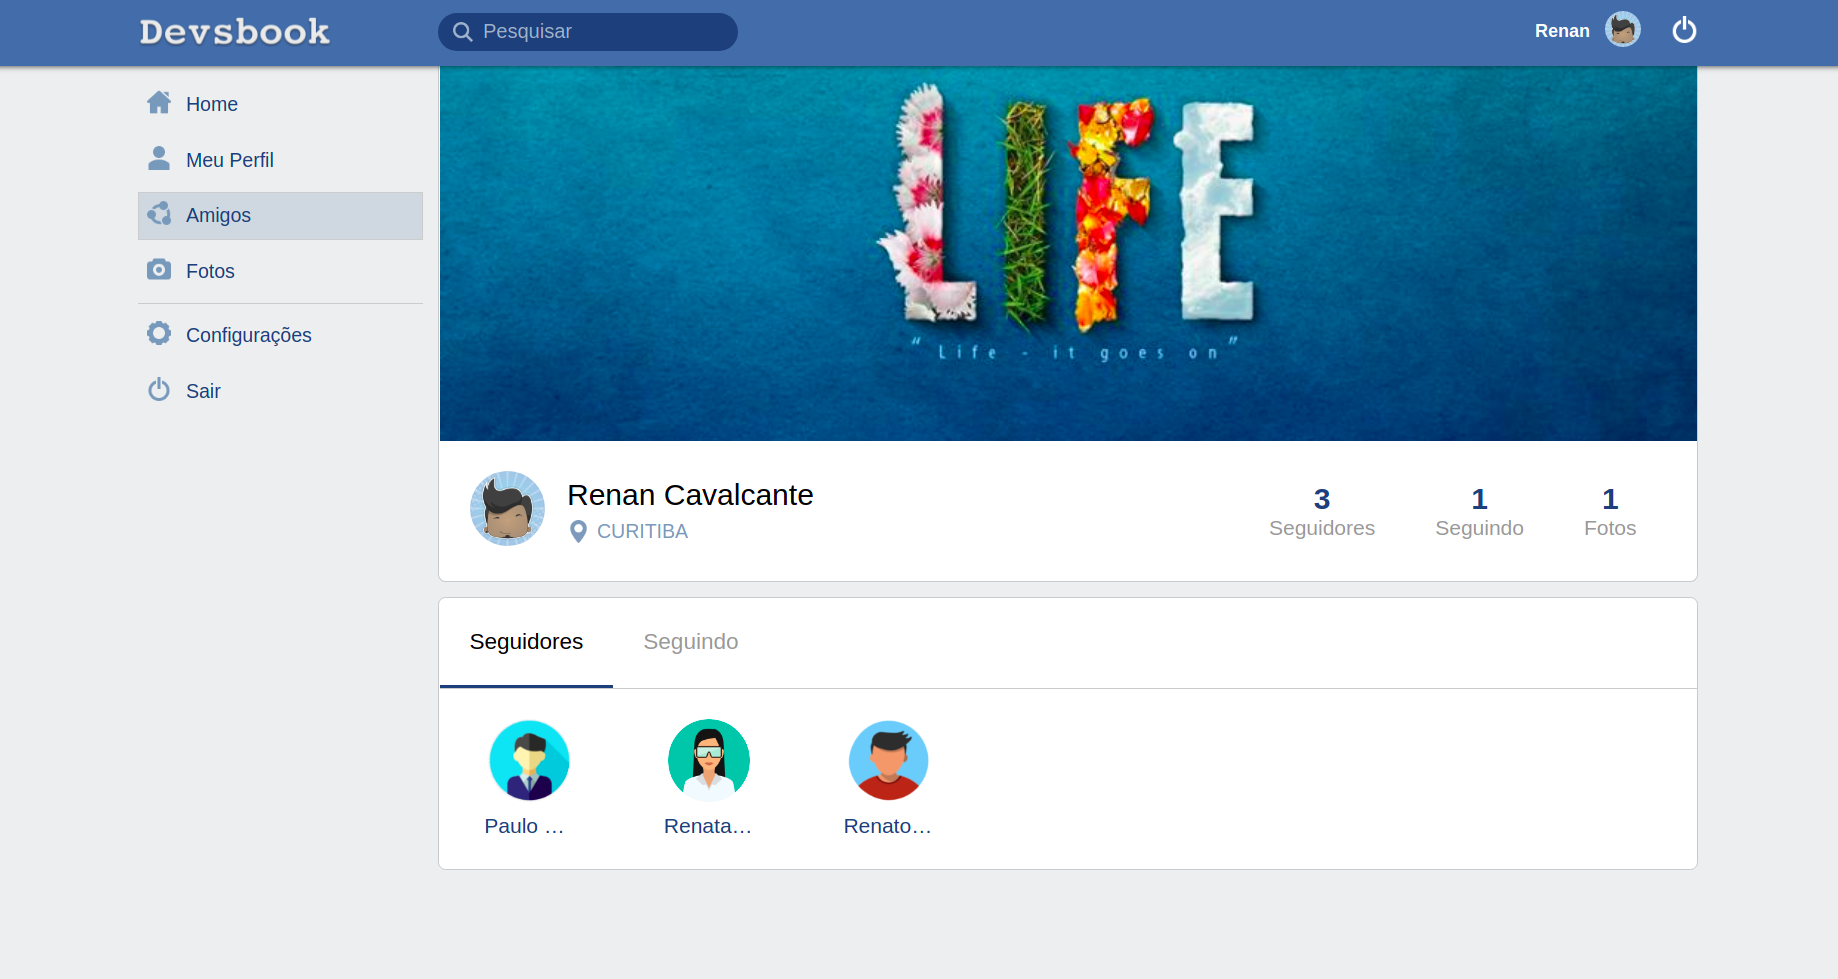 Devsbook
Pesquisar
Renan
Home
Meu Perfil
Amigos
Fotos
Configurações
Sair
LIFE
“ Life - it goes on ”
Renan Cavalcante
CURITIBA
3
Seguidores
1
Seguindo
1
Fotos
Seguidores
Seguindo
Paulo …
Renata…
Renato…